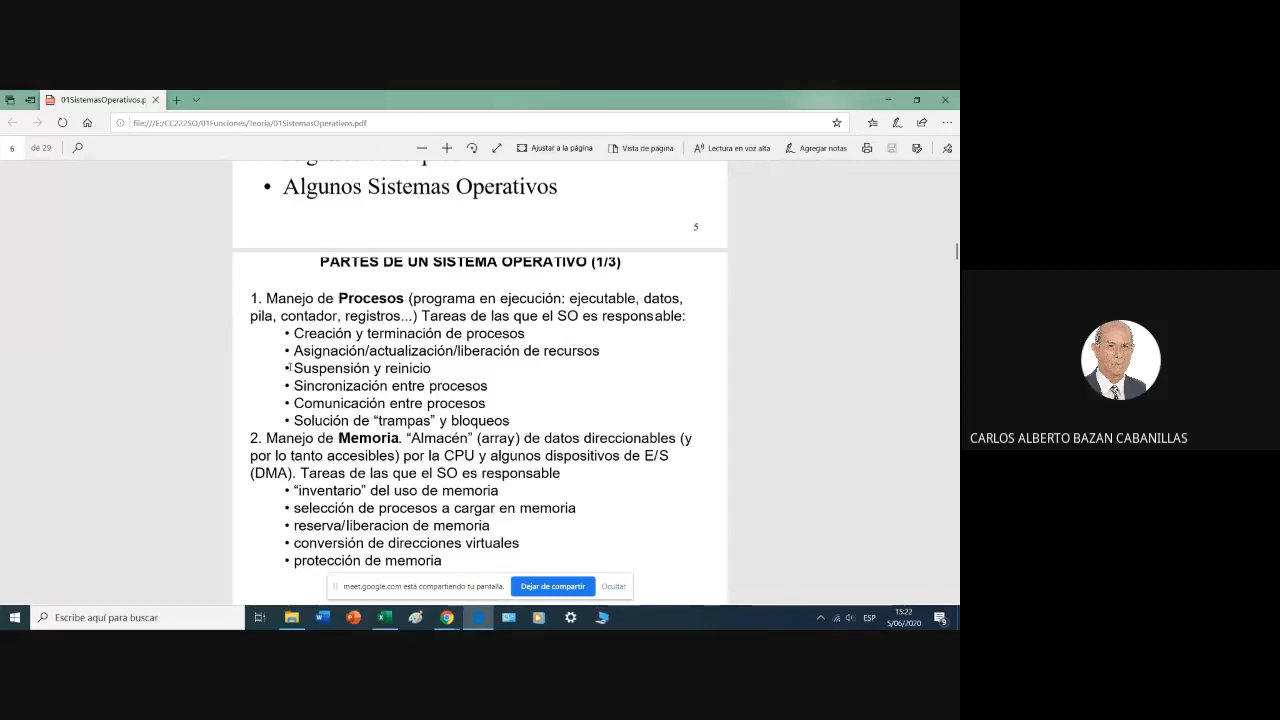 01SistemasOperativos.p
file:///E:/CC222SO/01Funciones/Teoria/01SistemasOperativos.pdf
6 de 29
Ajustar a la página
Vista de página
Lectura en voz alta
Agregar notas
• Algunos Sistemas Operativos
5
PARTES DE UN SISTEMA OPERATIVO (1/3)
1. Manejo de Procesos (programa en ejecución: ejecutable, datos,
pila, contador, registros...) Tareas de las que el SO es responsable:
• Creación y terminación de procesos
• Asignación/actualización/liberación de recursos
• Suspensión y reinicio
• Sincronización entre procesos
• Comunicación entre procesos
• Solución de “trampas” y bloqueos
2. Manejo de Memoria. “Almacén” (array) de datos direccionables (y
por lo tanto accesibles) por la CPU y algunos dispositivos de E/S
(DMA). Tareas de las que el SO es responsable
• “inventario” del uso de memoria
• selección de procesos a cargar en memoria
• reserva/liberacion de memoria
• conversión de direcciones virtuales
• protección de memoria
meet.google.com está compartiendo tu pantalla.
Dejar de compartir
Ocultar
Escribe aquí para buscar
ESP
15:22
5/06/2020
CARLOS ALBERTO BAZAN CABANILLAS